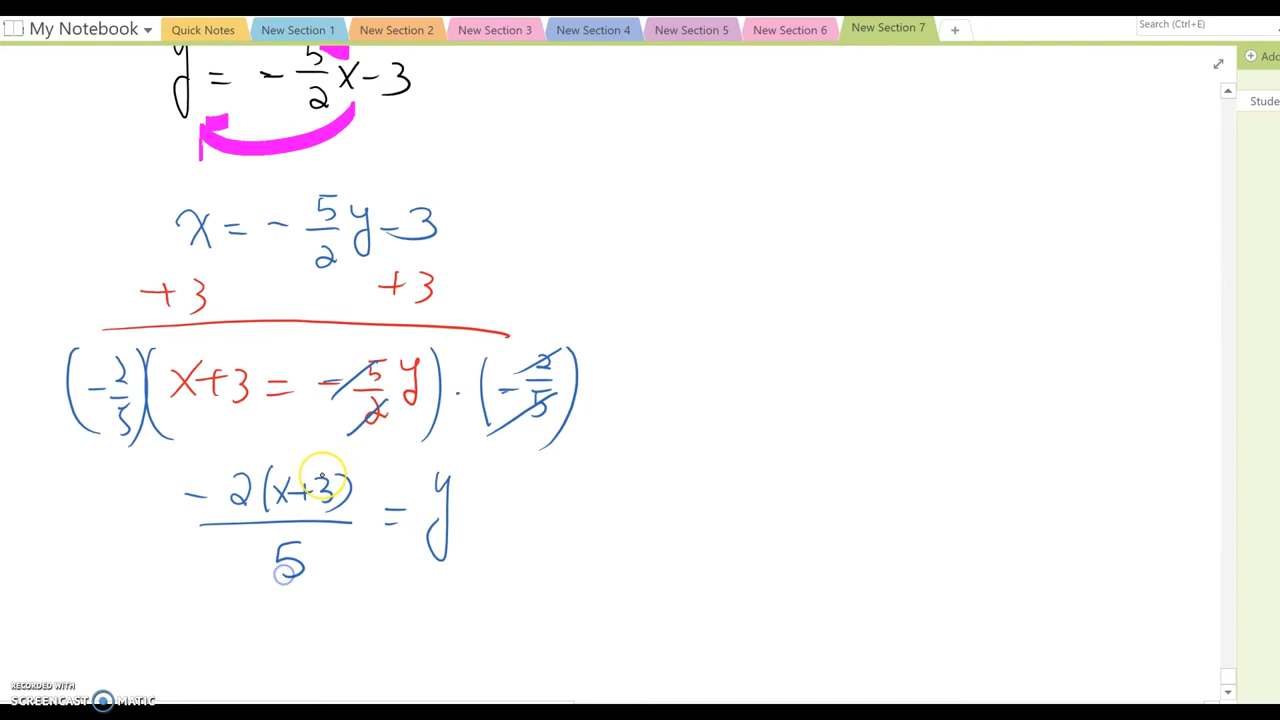 My Notebook Quick Notes New Section 1 New Section 2 New Section 3 New Section 4 New Section 5 New Section 6 New Section 7 Search (Ctrl+E)
Add
Stude
y = - 5/2 x - 3
x = - 5/2 y - 3
+3 +3
(-2/5)(x+3 = - 5/2 y) · (-2/5)
- 2(x+3)/5 = y
RECORDED WITH
SCREENCAST MATIC